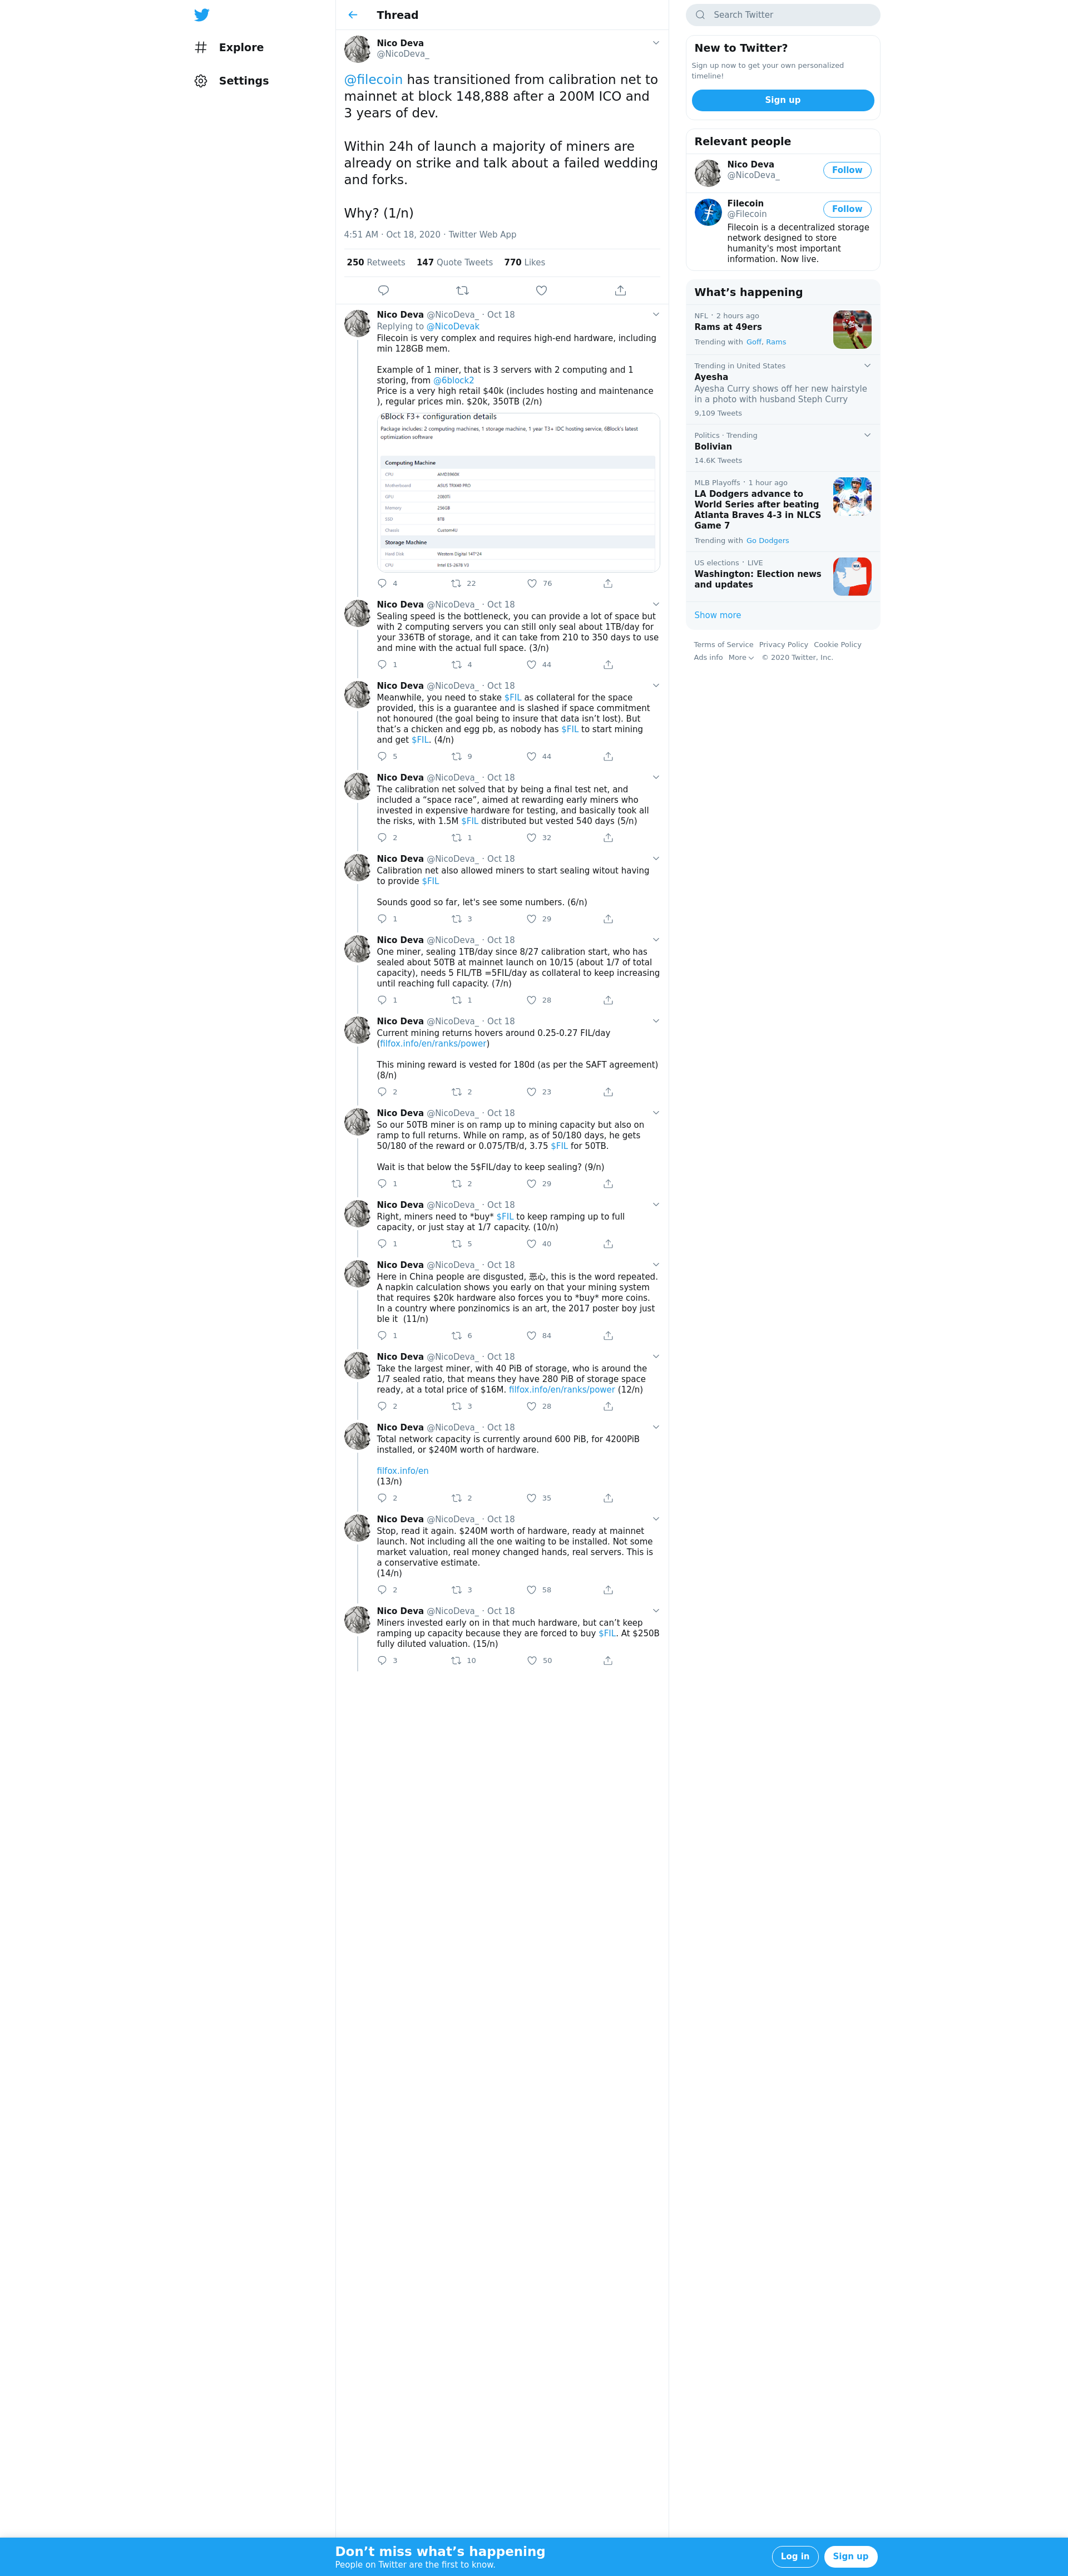 Explore
Settings
Thread
Nico Deva
@NicoDeva_
@filecoin has transitioned from calibration net to
mainnet at block 148,888 after a 200M ICO and
3 years of dev.
Within 24h of launch a majority of miners are
already on strike and talk about a failed wedding
and forks.
Why? (1/n)
4:51 AM · Oct 18, 2020 · Twitter Web App
250 Retweets 147 Quote Tweets 770 Likes
Nico Deva @NicoDeva_ · Oct 18
Replying to @NicoDevak
Filecoin is very complex and requires high-end hardware, including
min 128GB mem.
Example of 1 miner, that is 3 servers with 2 computing and 1
storing, from @6block2
Price is a very high retail $40k (includes hosting and maintenance
), regular prices min. $20k, 350TB (2/n)
6Block F3+ configuration details
Package includes: 2 computing machines, 1 storage machine, 1 year T3+ IDC hosting service, 6Block's latest
optimization software
Computing Machine
CPU AMD3960X
Motherboard ASUS TRX40 PRO
GPU 2080Ti
Memory 256GB
SSD 8TB
Chassis Custom4U
Storage Machine
Hard Disk Western Digital 14T*24
CPU Intel E5-2678 V3
4 22 76
Nico Deva @NicoDeva_ · Oct 18
Sealing speed is the bottleneck, you can provide a lot of space but
with 2 computing servers you can still only seal about 1TB/day for
your 336TB of storage, and it can take from 210 to 350 days to use
and mine with the actual full space. (3/n)
1 4 44
Nico Deva @NicoDeva_ · Oct 18
Meanwhile, you need to stake $FIL as collateral for the space
provided, this is a guarantee and is slashed if space commitment
not honoured (the goal being to insure that data isn't lost). But
that's a chicken and egg pb, as nobody has $FIL to start mining
and get $FIL. (4/n)
5 9 44
Nico Deva @NicoDeva_ · Oct 18
The calibration net solved that by being a final test net, and
included a "space race", aimed at rewarding early miners who
invested in expensive hardware for testing, and basically took all
the risks, with 1.5M $FIL distributed but vested 540 days (5/n)
2 1 32
Nico Deva @NicoDeva_ · Oct 18
Calibration net also allowed miners to start sealing witout having
to provide $FIL
Sounds good so far, let's see some numbers. (6/n)
1 3 29
Nico Deva @NicoDeva_ · Oct 18
One miner, sealing 1TB/day since 8/27 calibration start, who has
sealed about 50TB at mainnet launch on 10/15 (about 1/7 of total
capacity), needs 5 FIL/TB =5FIL/day as collateral to keep increasing
until reaching full capacity. (7/n)
1 1 28
Nico Deva @NicoDeva_ · Oct 18
Current mining returns hovers around 0.25-0.27 FIL/day
(filfox.info/en/ranks/power)
This mining reward is vested for 180d (as per the SAFT agreement)
(8/n)
2 2 23
Nico Deva @NicoDeva_ · Oct 18
So our 50TB miner is on ramp up to mining capacity but also on
ramp to full returns. While on ramp, as of 50/180 days, he gets
50/180 of the reward or 0.075/TB/d, 3.75 $FIL for 50TB.
Wait is that below the 5$FIL/day to keep sealing? (9/n)
1 2 29
Nico Deva @NicoDeva_ · Oct 18
Right, miners need to *buy* $FIL to keep ramping up to full
capacity, or just stay at 1/7 capacity. (10/n)
1 5 40
Nico Deva @NicoDeva_ · Oct 18
Here in China people are disgusted, 恶心, this is the word repeated.
A napkin calculation shows you early on that your mining system
that requires $20k hardware also forces you to *buy* more coins.
In a country where ponzinomics is an art, the 2017 poster boy just
ble it (11/n)
1 6 84
Nico Deva @NicoDeva_ · Oct 18
Take the largest miner, with 40 PiB of storage, who is around the
1/7 sealed ratio, that means they have 280 PiB of storage space
ready, at a total price of $16M. filfox.info/en/ranks/power (12/n)
2 3 28
Nico Deva @NicoDeva_ · Oct 18
Total network capacity is currently around 600 PiB, for 4200PiB
installed, or $240M worth of hardware.
filfox.info/en
(13/n)
2 2 35
Nico Deva @NicoDeva_ · Oct 18
Stop, read it again. $240M worth of hardware, ready at mainnet
launch. Not including all the one waiting to be installed. Not some
market valuation, real money changed hands, real servers. This is
a conservative estimate.
(14/n)
2 3 58
Nico Deva @NicoDeva_ · Oct 18
Miners invested early on in that much hardware, but can't keep
ramping up capacity because they are forced to buy $FIL. At $250B
fully diluted valuation. (15/n)
3 10 50
Search Twitter
New to Twitter?
Sign up now to get your own personalized
timeline!
Sign up
Relevant people
Nico Deva
@NicoDeva_
Follow
Filecoin
@Filecoin
Follow
Filecoin is a decentralized storage
network designed to store
humanity's most important
information. Now live.
What's happening
NFL · 2 hours ago
Rams at 49ers
Trending with Goff, Rams
Trending in United States
Ayesha
Ayesha Curry shows off her new hairstyle
in a photo with husband Steph Curry
9,109 Tweets
Politics · Trending
Bolivian
14.6K Tweets
MLB Playoffs · 1 hour ago
LA Dodgers advance to
World Series after beating
Atlanta Braves 4-3 in NLCS
Game 7
Trending with Go Dodgers
US elections · LIVE
Washington: Election news
and updates
WA
Show more
Terms of Service Privacy Policy Cookie Policy
Ads info More © 2020 Twitter, Inc.
Don't miss what's happening
People on Twitter are the first to know.
Log in
Sign up